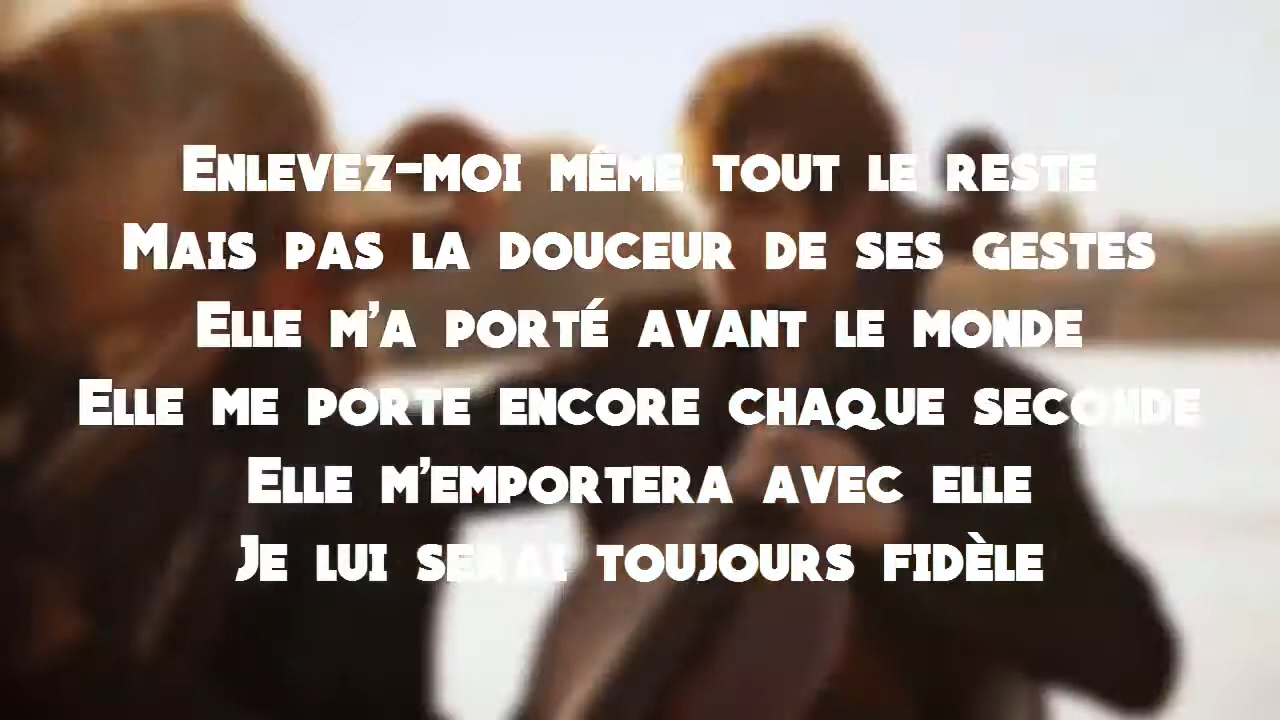 Enlevez-moi même tout le reste
Mais pas la douceur de ses gestes
Elle m'a porté avant le monde
Elle me porte encore chaque seconde
Elle m'emportera avec elle
Je lui serai toujours fidèle